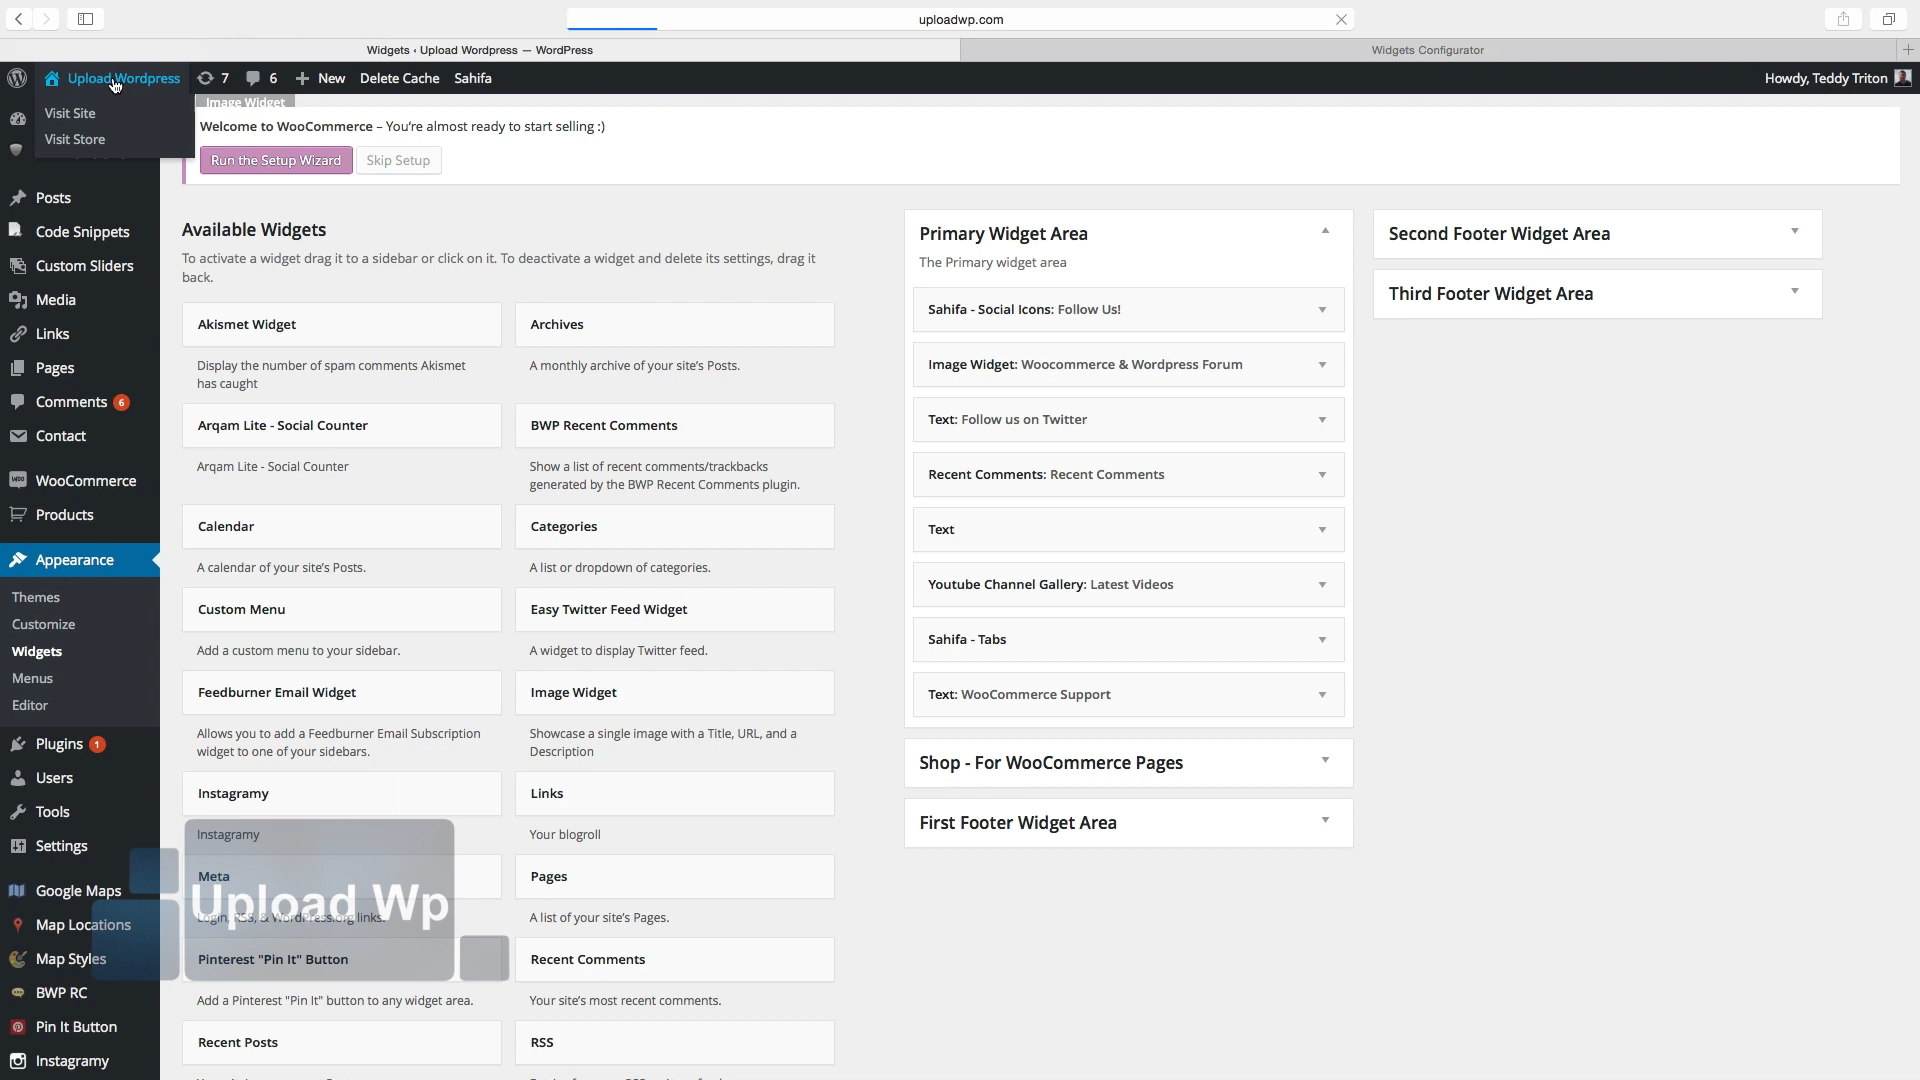 uploadwp.com
Widgets ‹ Upload Wordpress — WordPress
Widgets Configurator
Upload Wordpress
7
6
New
Delete Cache
Sahifa
Howdy, Teddy Triton
Visit Site
Visit Store
Image Widget
Welcome to WooCommerce – You're almost ready to start selling :)
Run the Setup Wizard
Skip Setup
Posts
Code Snippets
Custom Sliders
Media
Links
Pages
Comments 6
Contact
WooCommerce
Products
Appearance
Themes
Customize
Widgets
Menus
Editor
Plugins 1
Users
Tools
Settings
Google Maps
Map Locations
Map Styles
BWP RC
Pin It Button
Instagramy
Available Widgets
To activate a widget drag it to a sidebar or click on it. To deactivate a widget and delete its settings, drag it
back.
Akismet Widget
Display the number of spam comments Akismet
has caught
Archives
A monthly archive of your site's Posts.
Arqam Lite - Social Counter
Arqam Lite - Social Counter
BWP Recent Comments
Show a list of recent comments/trackbacks
generated by the BWP Recent Comments plugin.
Calendar
A calendar of your site's Posts.
Categories
A list or dropdown of categories.
Custom Menu
Add a custom menu to your sidebar.
Easy Twitter Feed Widget
A widget to display Twitter feed.
Feedburner Email Widget
Allows you to add a Feedburner Email Subscription
widget to one of your sidebars.
Image Widget
Showcase a single image with a Title, URL, and a
Description
Instagramy
Instagramy
Links
Your blogroll
Meta
Login, RSS, & WordPress.org links.
Upload Wp
Pages
A list of your site's Pages.
Pinterest "Pin It" Button
Add a Pinterest "Pin It" button to any widget area.
Recent Comments
Your site's most recent comments.
Recent Posts
RSS
Primary Widget Area
The Primary widget area
Sahifa - Social Icons: Follow Us!
Image Widget: Woocommerce & Wordpress Forum
Text: Follow us on Twitter
Recent Comments: Recent Comments
Text
Youtube Channel Gallery: Latest Videos
Sahifa - Tabs
Text: WooCommerce Support
Shop - For WooCommerce Pages
First Footer Widget Area
Second Footer Widget Area
Third Footer Widget Area